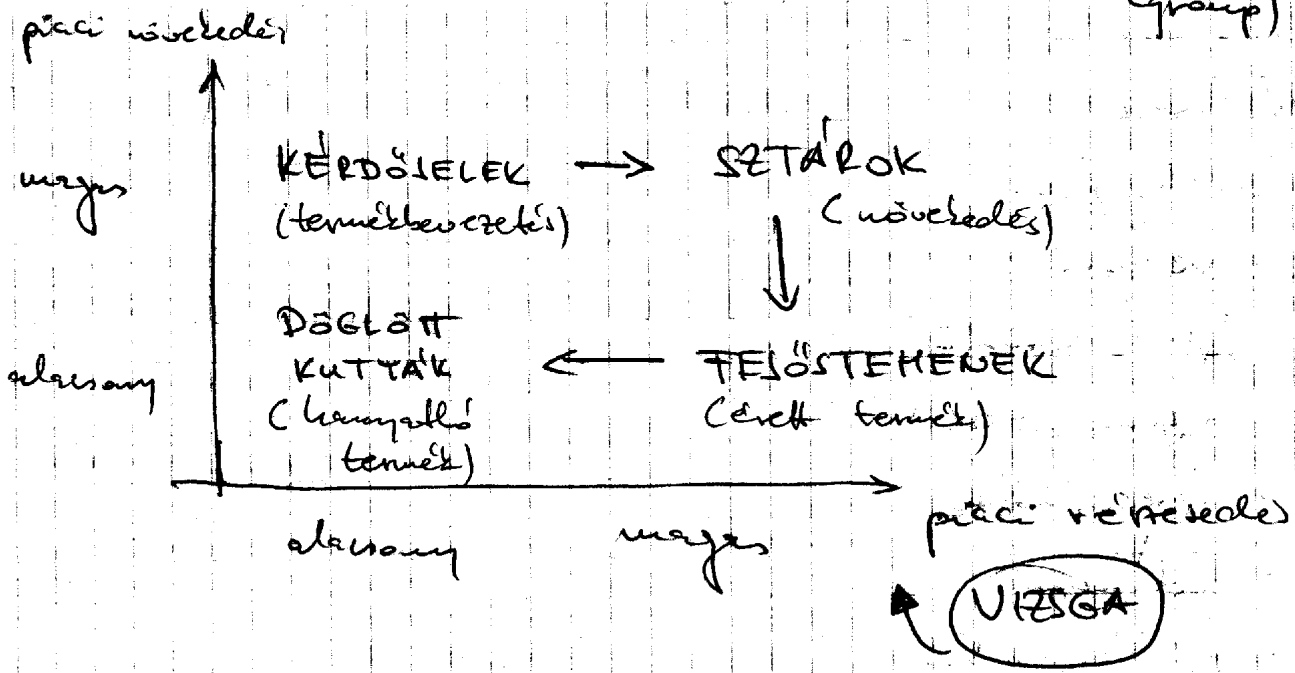 Group)
piaci növekedés
magas
KÉRDŐJELEK → SZTÁROK
(termékbevezetés)
(növekedés)
DÖGLÖTT
KUTYÁK ← FEJŐSTEHENEK
alacsony
(hanyatló
termék)
(érett termék)
alacsony
magas
piaci részesedés
VIZSGA